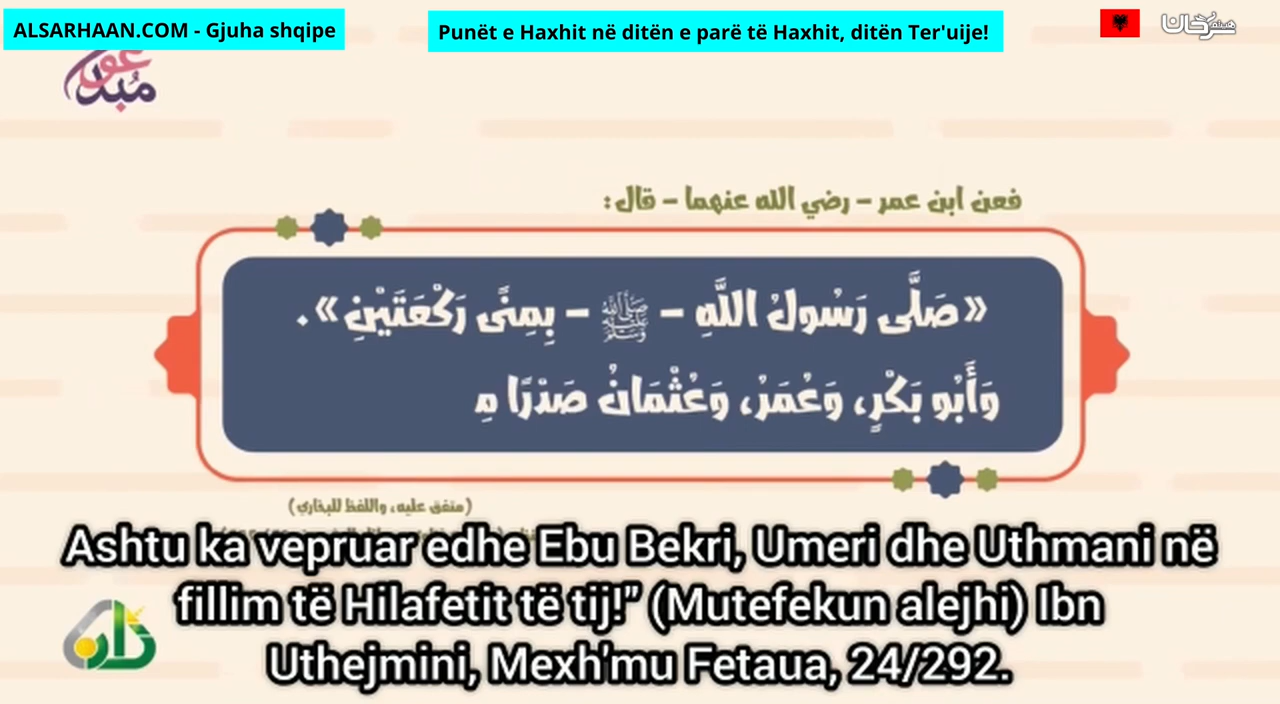 ALSARHAAN.COM - Gjuha shqipe
Punët e Haxhit në ditën e parë të Haxhit, ditën Ter'uije!
سرحان
فعن ابن عمر – رضي الله عنهما – قال:
«صَلَّى رَسُولُ اللَّهِ – ﷺ – بِمِنًى رَكْعَتَيْنِ».
وَأَبُو بَكْرٍ، وَعُمَرُ، وَعُثْمَانُ صَدْرًا مِ
(متفق عليه، واللفظ للبخاري)
Ashtu ka vepruar edhe Ebu Bekri, Umeri dhe Uthmani në
fillim të Hilafetit të tij!” (Mutefekun alejhi) Ibn
Uthejmini, Mexh'mu Fetaua, 24/292.